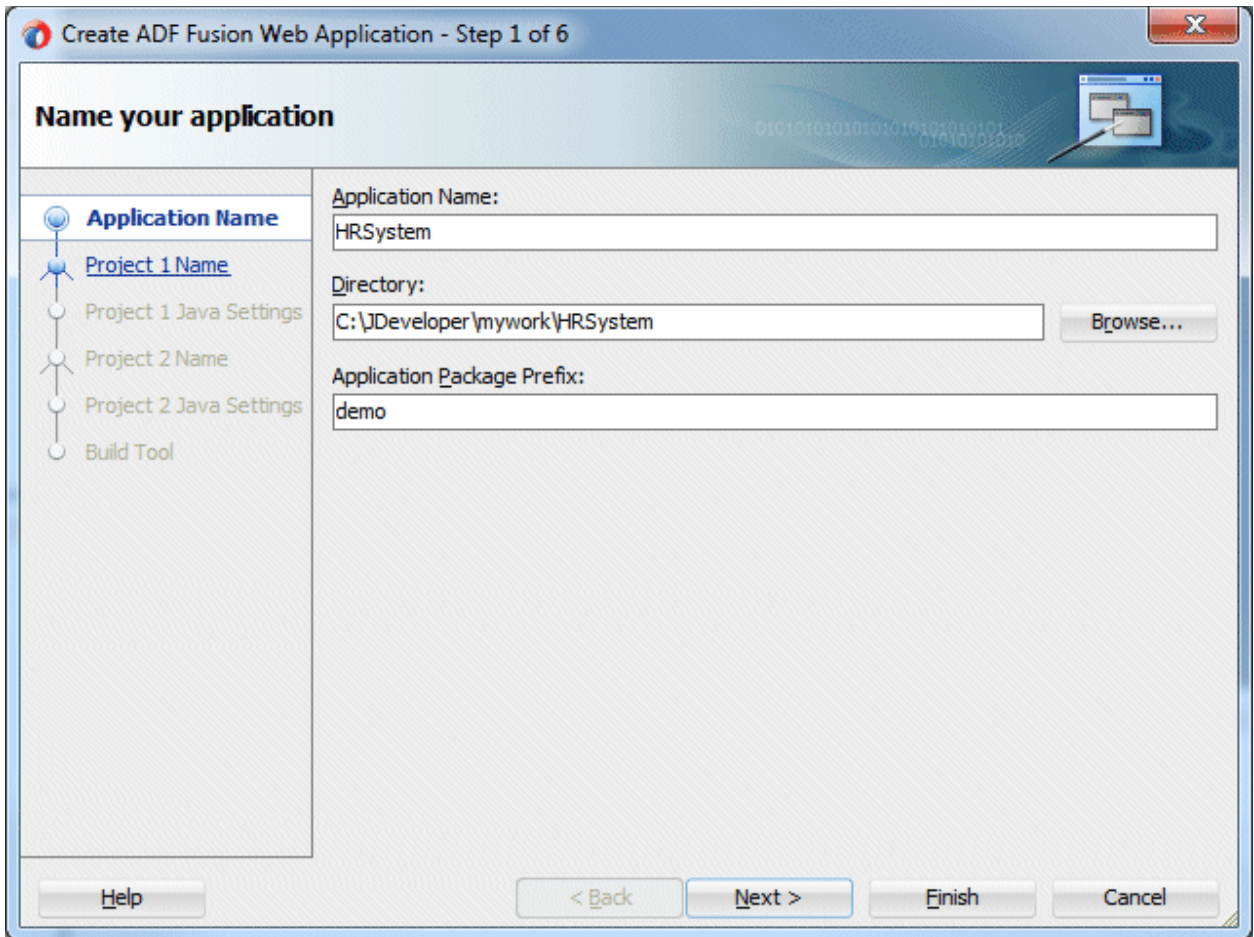 Create ADF Fusion Web Application - Step 1 of 6
X
Name your application
0101010101010101010101010101
01010101010
Application Name
Project 1 Name
Project 1 Java Settings
Project 2 Name
Project 2 Java Settings
Build Tool
Application Name:
HRSystem
Directory:
C:\JDeveloper\mywork\HRSystem
Browse...
Application Package Prefix:
demo
Help
< Back
Next >
Finish
Cancel